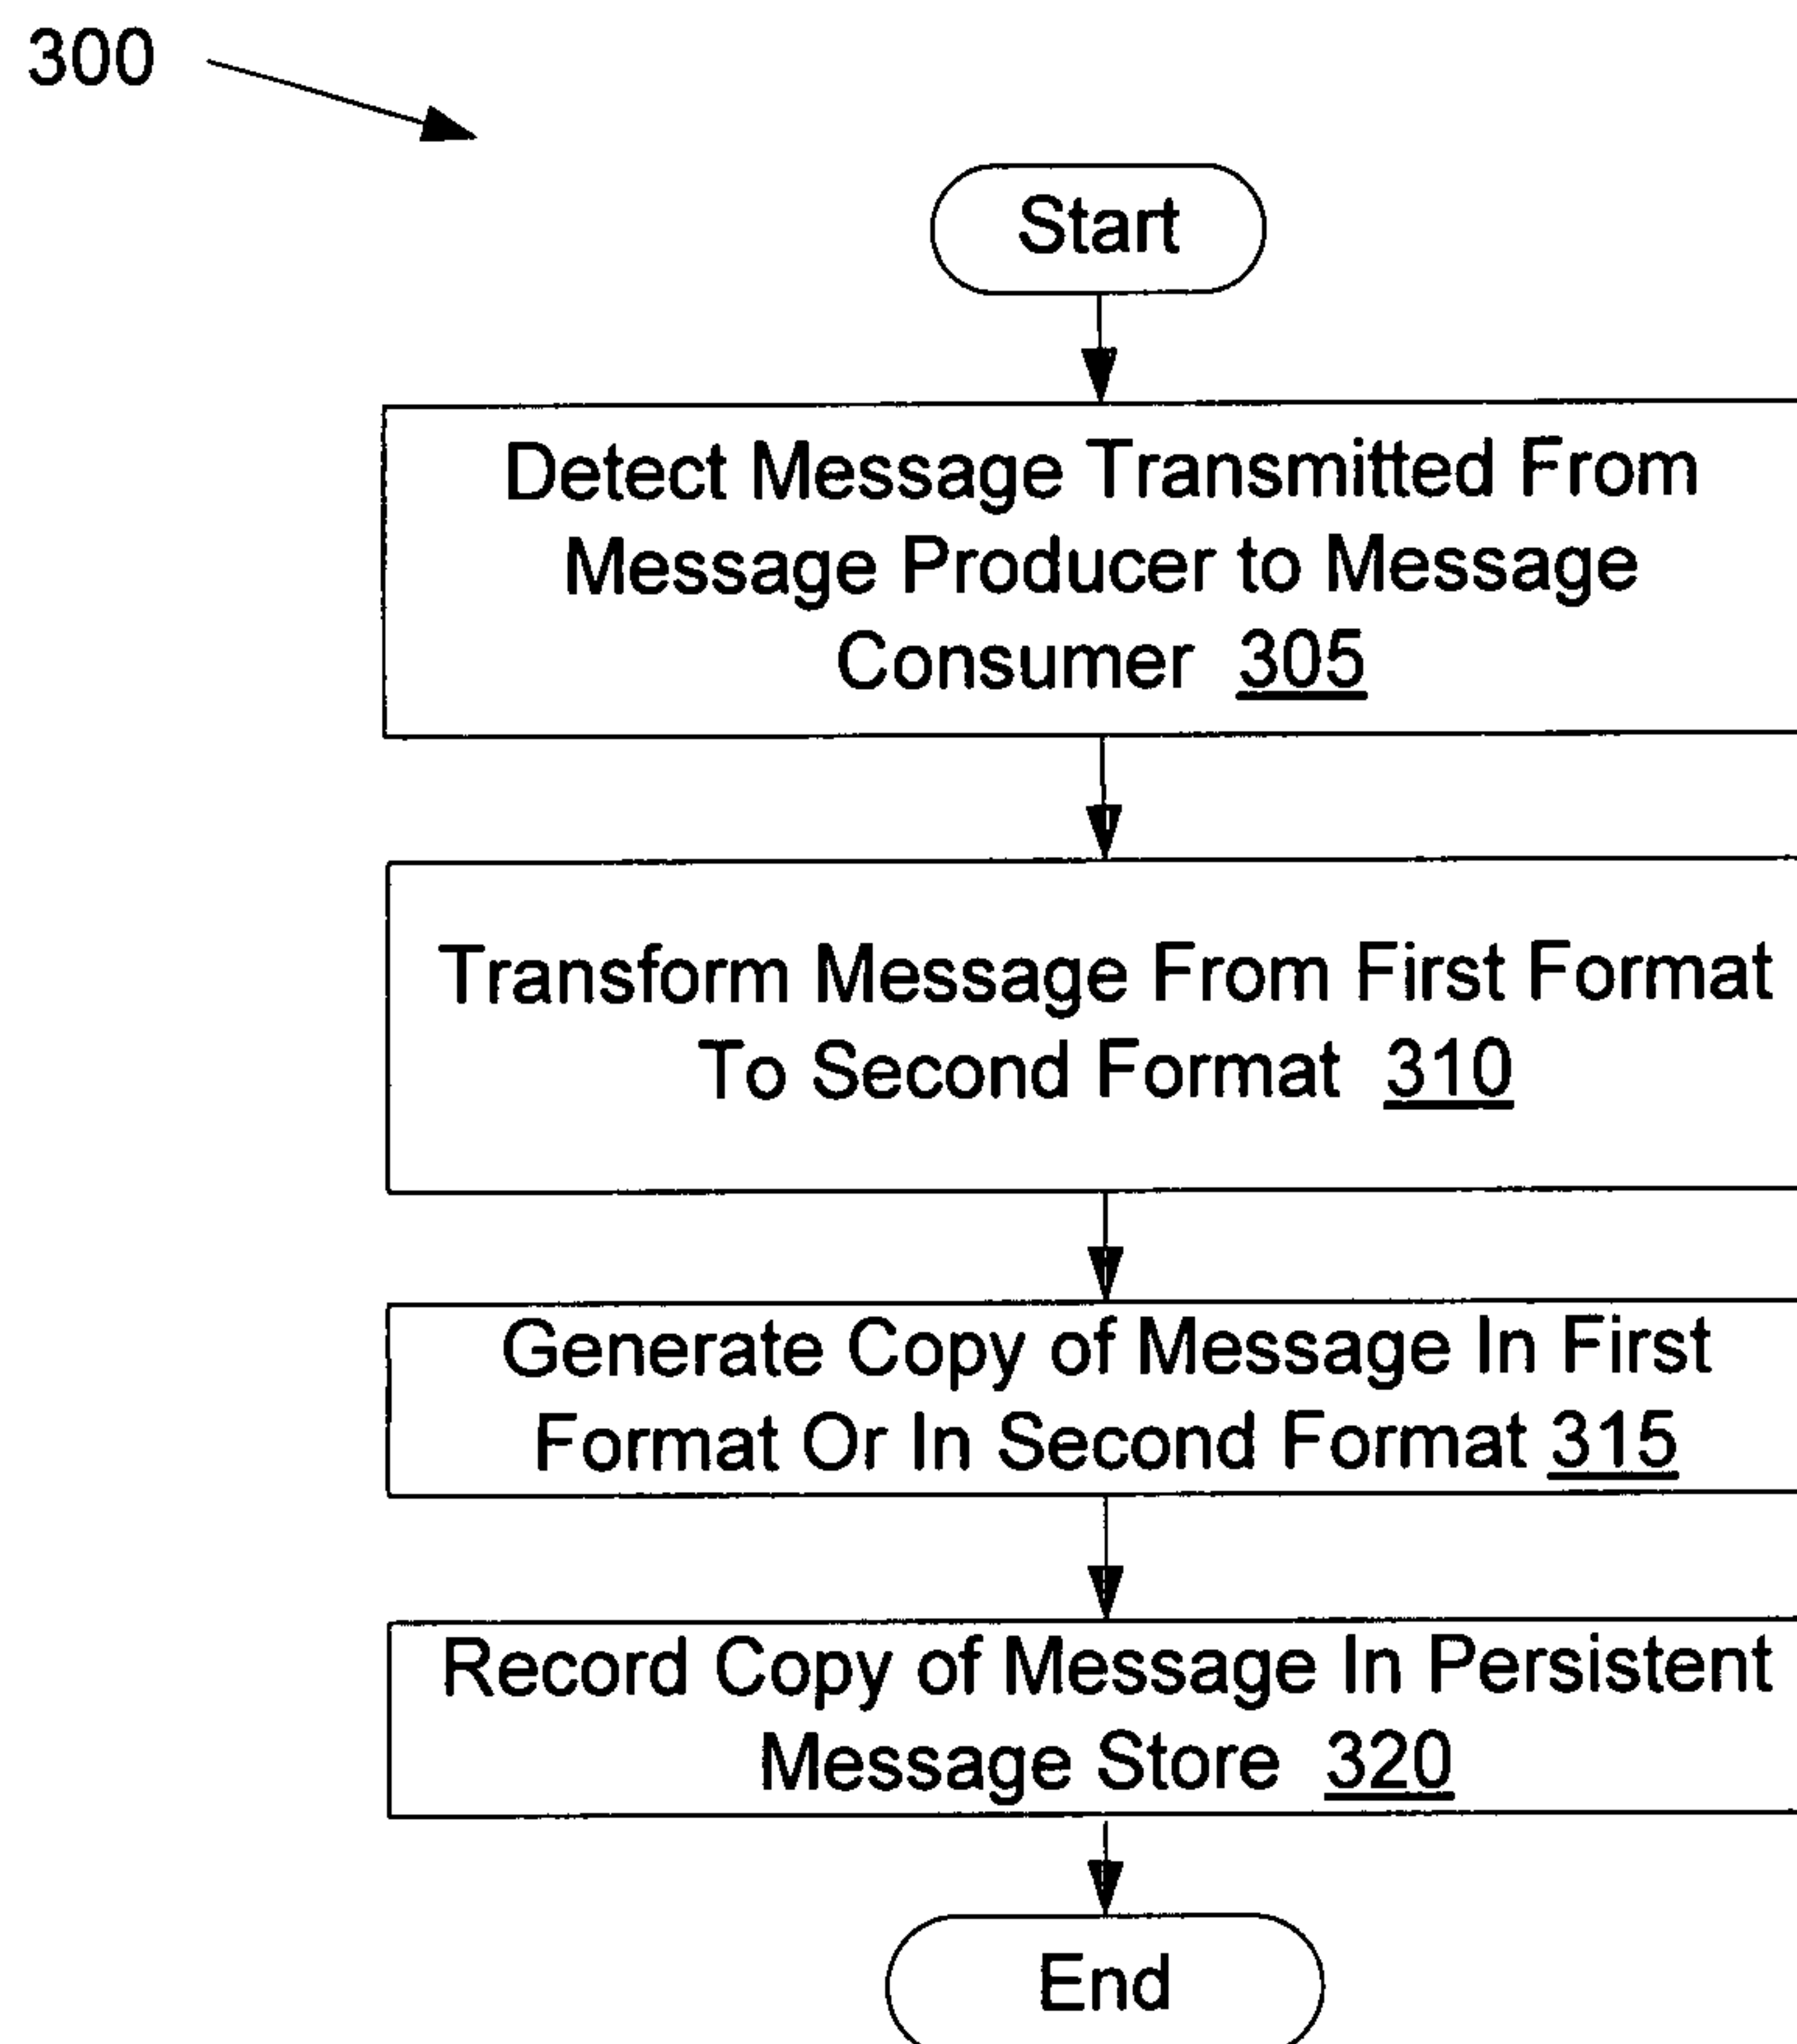 300
Start
Detect Message Transmitted From
Message Producer to Message
Consumer 305
Transform Message From First Format
To Second Format 310
Generate Copy of Message In First
Format Or In Second Format 315
Record Copy of Message In Persistent
Message Store 320
End